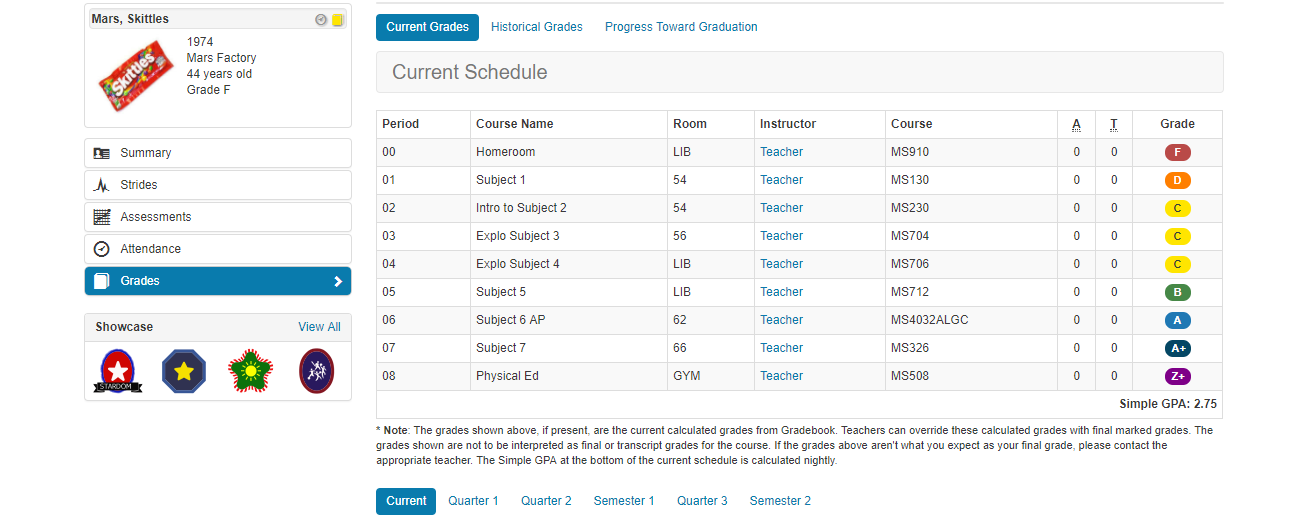 Mars, Skittles
Skittles
1974
Mars Factory
44 years old
Grade F
Summary
Strides
Assessments
Attendance
Grades
Showcase View All
STARDOM
Current Grades Historical Grades Progress Toward Graduation
Current Schedule
Period Course Name Room Instructor Course A T Grade
00 Homeroom LIB Teacher MS910 0 0 F
01 Subject 1 54 Teacher MS130 0 0 D
02 Intro to Subject 2 54 Teacher MS230 0 0 C
03 Explo Subject 3 56 Teacher MS704 0 0 C
04 Explo Subject 4 LIB Teacher MS706 0 0 C
05 Subject 5 LIB Teacher MS712 0 0 B
06 Subject 6 AP 62 Teacher MS4032ALGC 0 0 A
07 Subject 7 66 Teacher MS326 0 0 A+
08 Physical Ed GYM Teacher MS508 0 0 Z+
Simple GPA: 2.75
* Note: The grades shown above, if present, are the current calculated grades from Gradebook. Teachers can override these calculated grades with final marked grades. The
grades shown are not to be interpreted as final or transcript grades for the course. If the grades above aren't what you expect as your final grade, please contact the
appropriate teacher. The Simple GPA at the bottom of the current schedule is calculated nightly.
Current Quarter 1 Quarter 2 Semester 1 Quarter 3 Semester 2